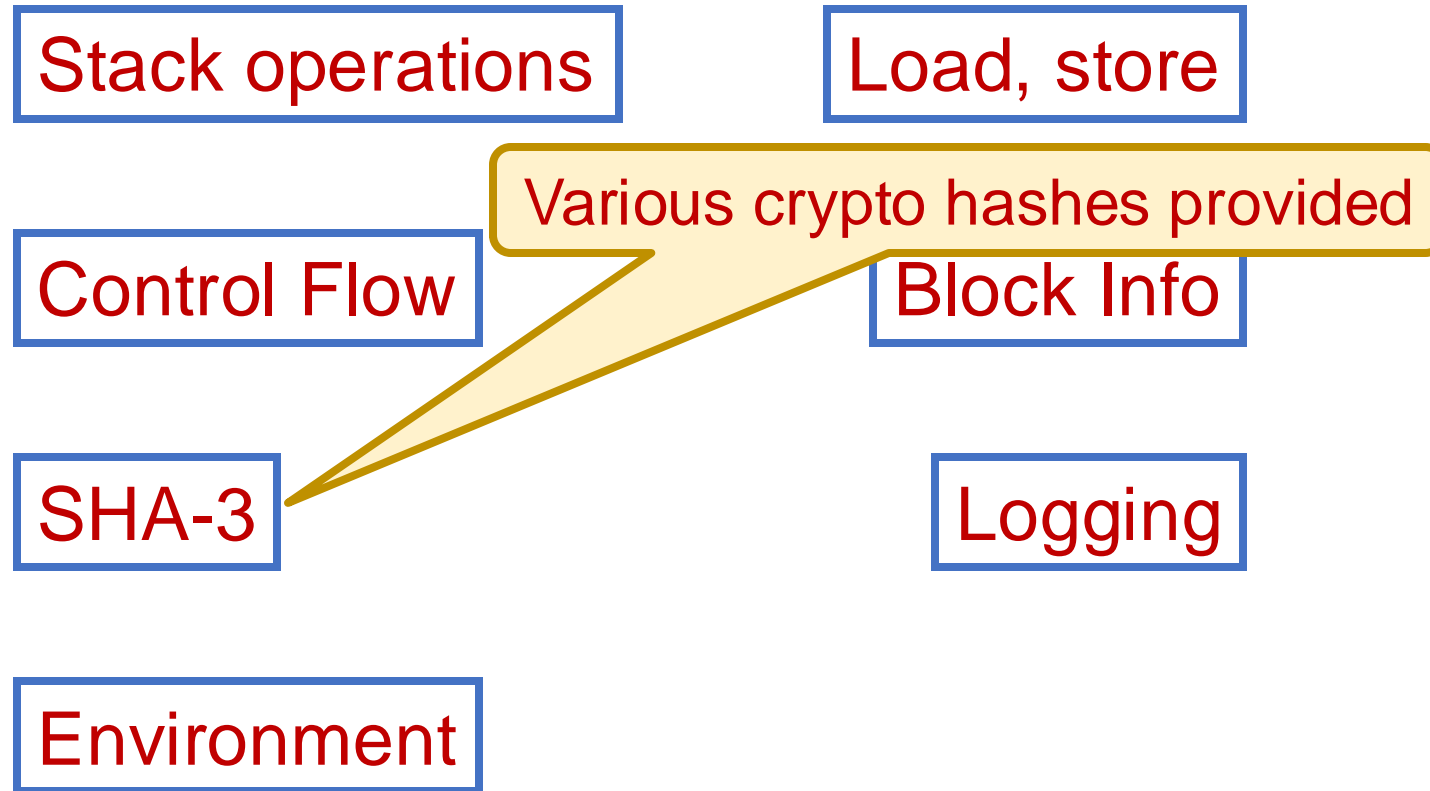 Stack operations
Load, store
Various crypto hashes provided
Control Flow
Block Info
SHA-3
Logging
Environment